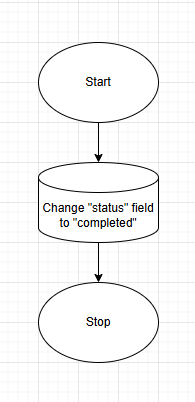 Start
Change "status" field
to "completed"
Stop